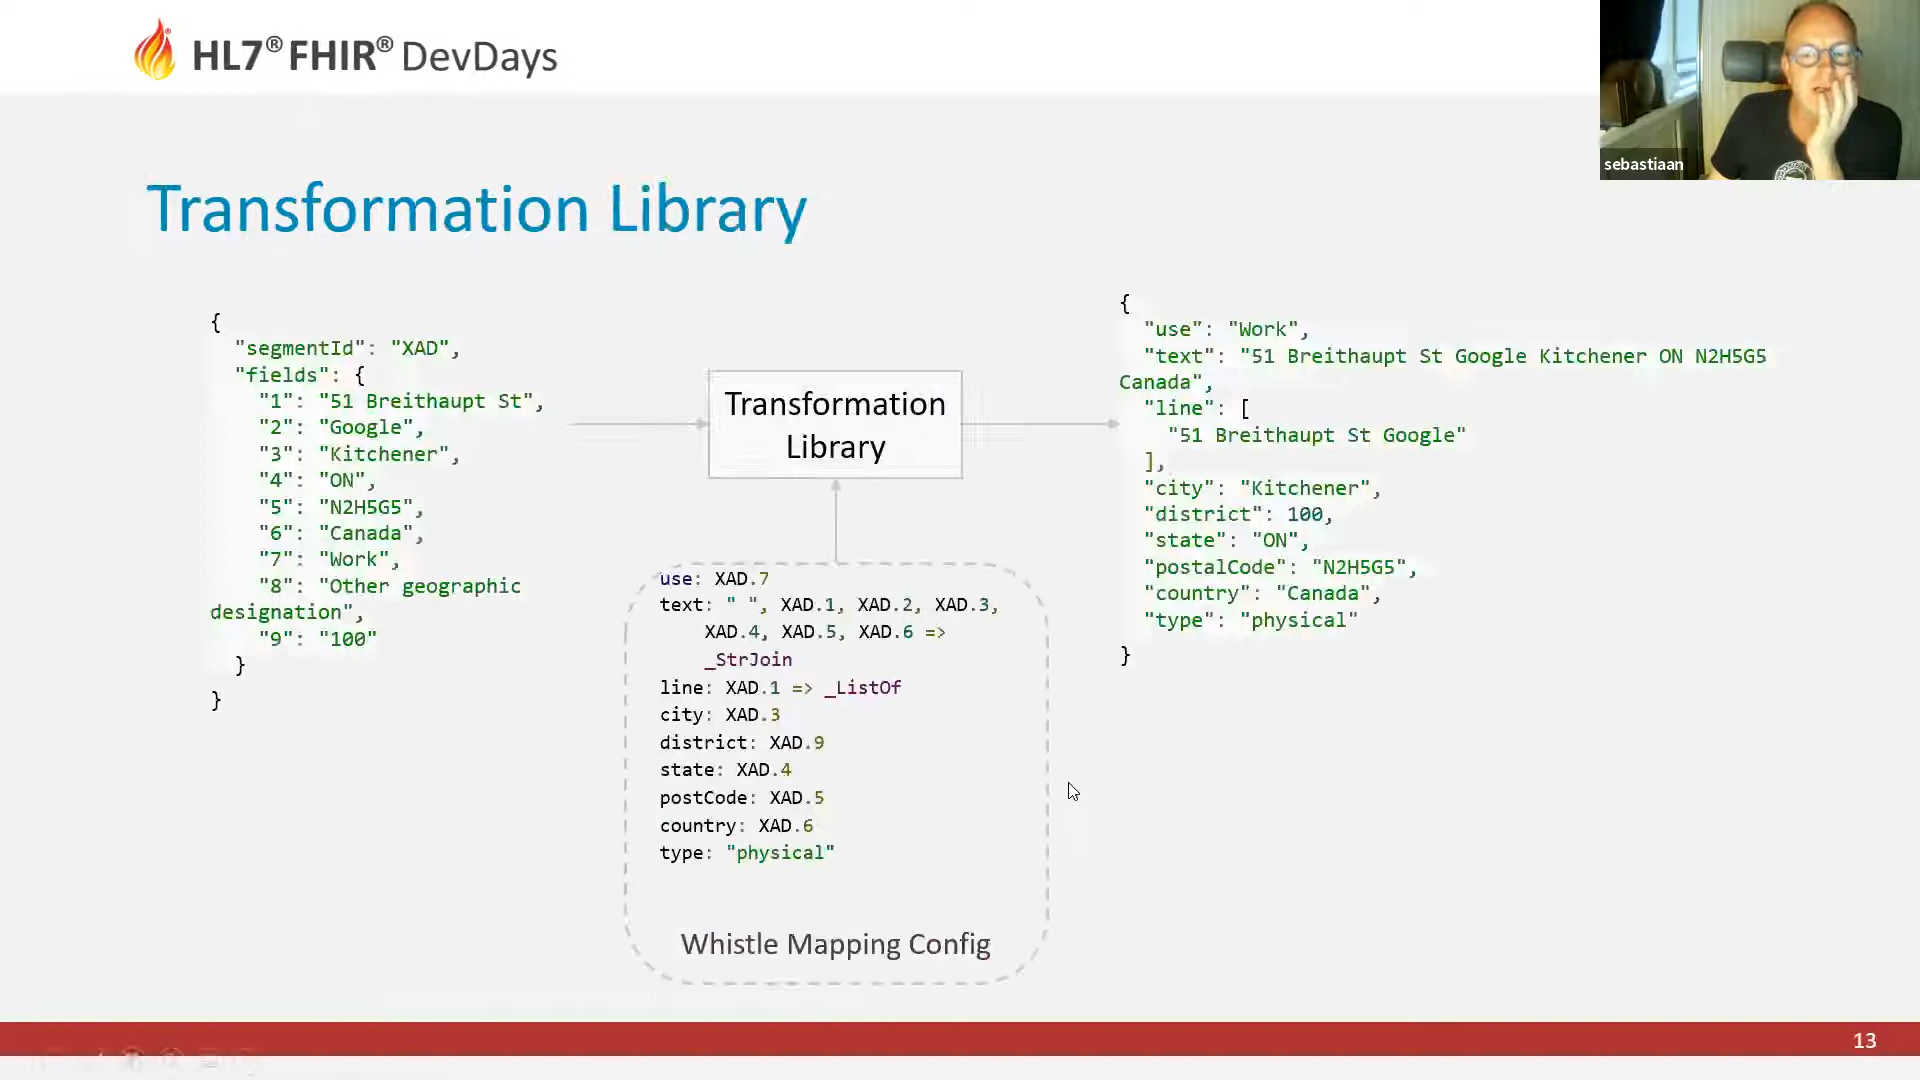 HL7® FHIR® DevDays
sebastiaan
Transformation Library
{
"segmentId": "XAD",
"fields": {
"1": "51 Breithaupt St",
"2": "Google",
"3": "Kitchener",
"4": "ON",
"5": "N2H5G5",
"6": "Canada",
"7": "Work",
"8": "Other geographic
designation",
"9": "100"
}
}
Transformation
Library
use: XAD.7
text: " ", XAD.1, XAD.2, XAD.3,
XAD.4, XAD.5, XAD.6 =>
_StrJoin
line: XAD.1 => _ListOf
city: XAD.3
district: XAD.9
state: XAD.4
postCode: XAD.5
country: XAD.6
type: "physical"
Whistle Mapping Config
{
"use": "Work",
"text": "51 Breithaupt St Google Kitchener ON N2H5G5
Canada",
"line": [
"51 Breithaupt St Google"
],
"city": "Kitchener",
"district": 100,
"state": "ON",
"postalCode": "N2H5G5",
"country": "Canada",
"type": "physical"
}
13